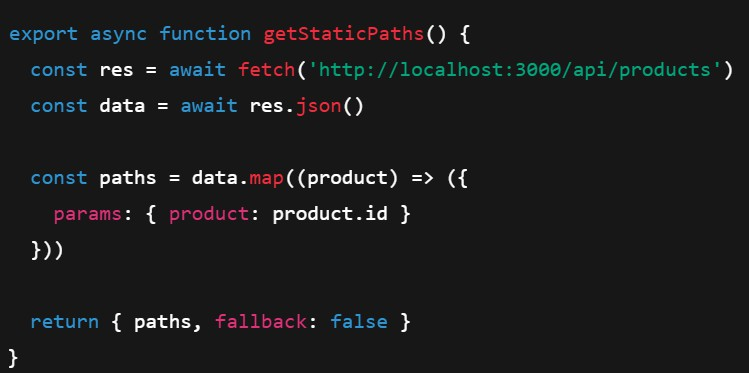 export async function getStaticPaths() {
  const res = await fetch('http://localhost:3000/api/products')
  const data = await res.json()

  const paths = data.map((product) => ({
    params: { product: product.id }
  }))

  return { paths, fallback: false }
}